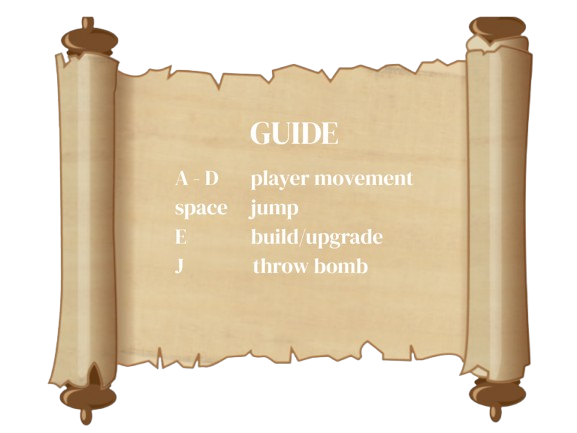 GUIDE
A - D player movement
space jump
E build/upgrade
J throw bomb